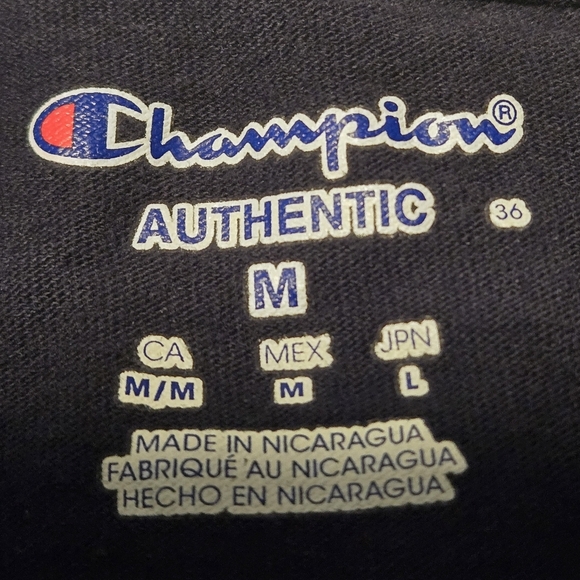 Champion®
AUTHENTIC 36
M
CA MEX JPN
M/M M L
MADE IN NICARAGUA
FABRIQUÉ AU NICARAGUA
HECHO EN NICARAGUA